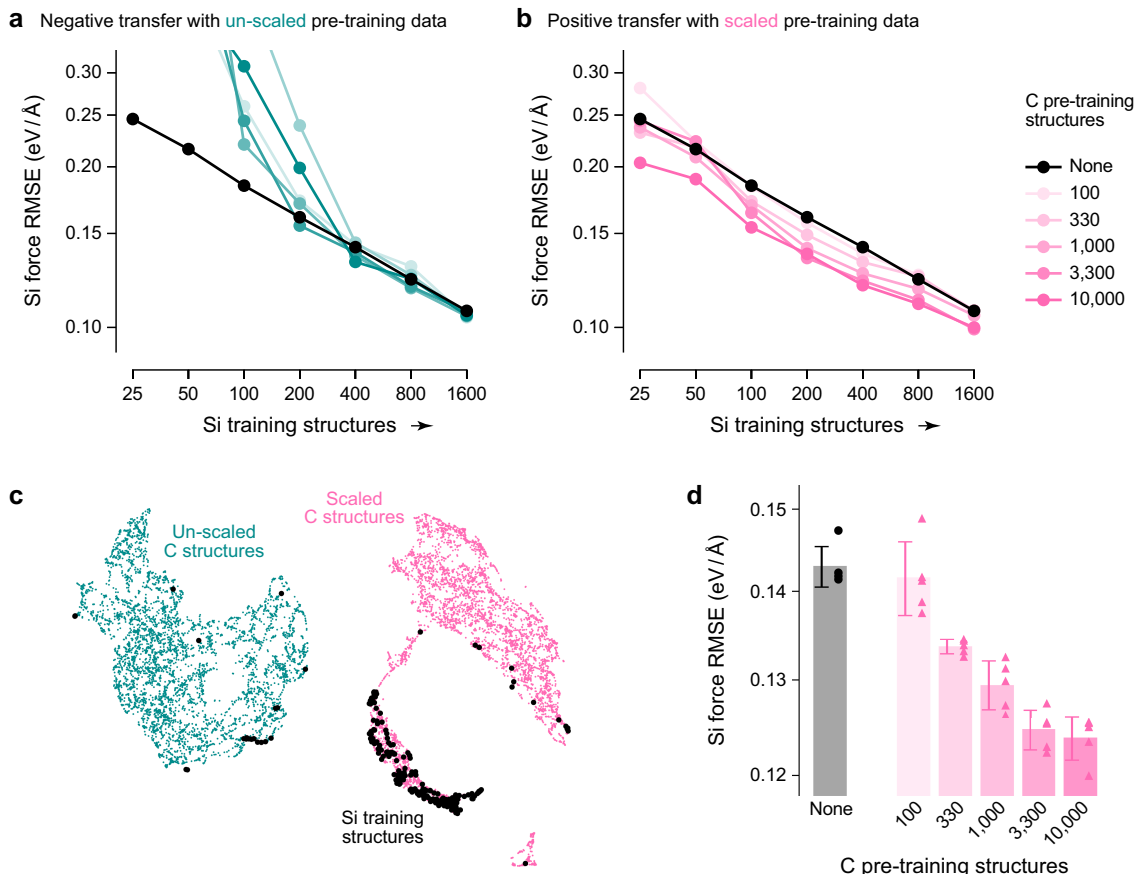 a Negative transfer with un-scaled pre-training data
Si force RMSE (eV/Å)
0.30
0.25
0.20
0.15
0.10
25 50 100 200 400 800 1600
Si training structures →
b Positive transfer with scaled pre-training data
Si force RMSE (eV/Å)
0.30
0.25
0.20
0.15
0.10
25 50 100 200 400 800 1600
Si training structures →
C pre-training
structures
None
100
330
1,000
3,300
10,000
c
Un-scaled
C structures
Scaled
C structures
Si training
structures
d
Si force RMSE (eV/Å)
0.15
0.14
0.13
0.12
None 100 330 1,000 3,300 10,000
C pre-training structures